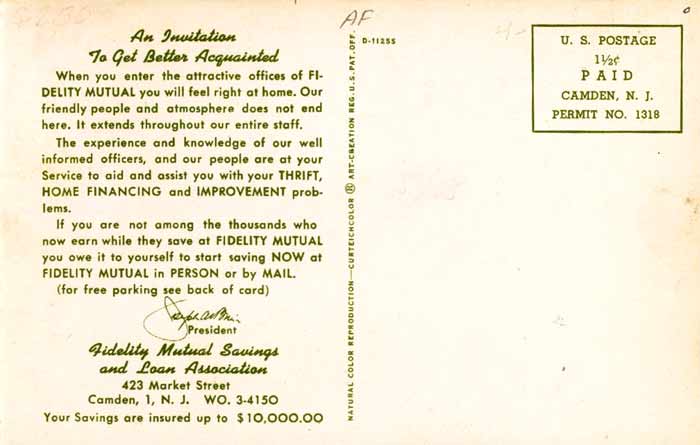 An Invitation
To Get Better Acquainted
When you enter the attractive offices of FI-
DELITY MUTUAL you will feel right at home. Our
friendly people and atmosphere does not end
here. It extends throughout our entire staff.
The experience and knowledge of our well
informed officers, and our people are at your
Service to aid and assist you with your THRIFT,
HOME FINANCING and IMPROVEMENT prob-
lems.
If you are not among the thousands who
now earn while they save at FIDELITY MUTUAL
you owe it to yourself to start saving NOW at
FIDELITY MUTUAL in PERSON or by MAIL.
(for free parking see back of card)
President
Fidelity Mutual Savings
and Loan Association
423 Market Street
Camden, 1, N. J. WO. 3-4150
Your Savings are insured up to $10,000.00
AF
D-11255
NATURAL COLOR REPRODUCTION—CURTEICHCOLOR ® ART-CREATION REG. U.S. PAT. OFF.
U. S. POSTAGE
1½¢
PAID
CAMDEN, N. J.
PERMIT NO. 1318